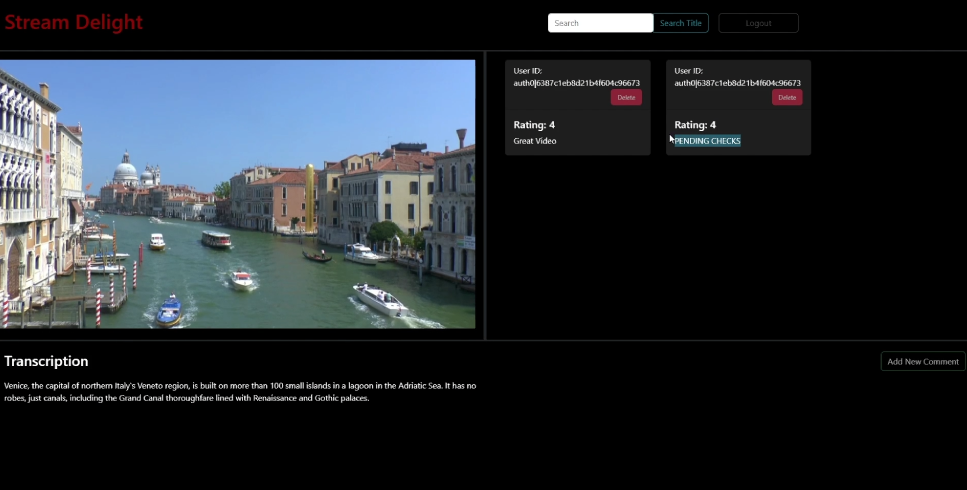 Stream Delight
Search
Search Title
Logout
User ID:
auth0|6387c1eb8d21b4f604c96673
Delete
Rating: 4
Great Video
User ID:
auth0|6387c1eb8d21b4f604c96673
Delete
Rating: 4
PENDING CHECKS
Transcription
Add New Comment
Venice, the capital of northern Italy's Veneto region, is built on more than 100 small islands in a lagoon in the Adriatic Sea. It has no
robes, just canals, including the Grand Canal thoroughfare lined with Renaissance and Gothic palaces.